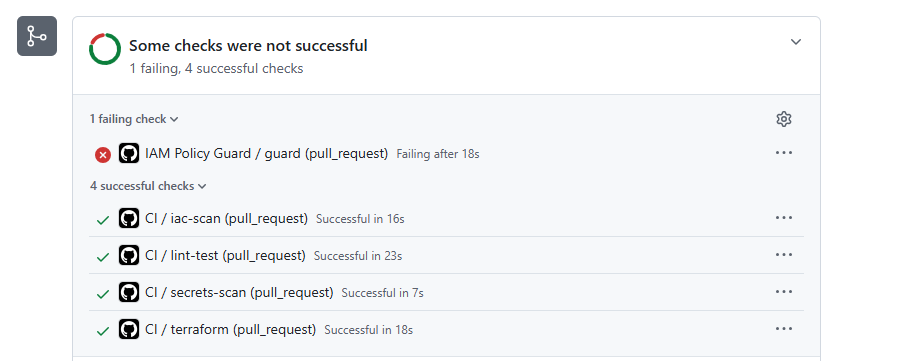 Some checks were not successful
1 failing, 4 successful checks
1 failing check
IAM Policy Guard / guard (pull_request) Failing after 18s
4 successful checks
CI / iac-scan (pull_request) Successful in 16s
CI / lint-test (pull_request) Successful in 23s
CI / secrets-scan (pull_request) Successful in 7s
CI / terraform (pull_request) Successful in 18s